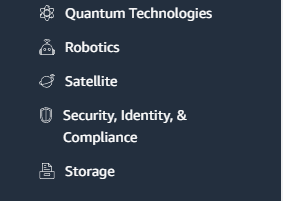 Quantum Technologies
Robotics
Satellite
Security, Identity, &
Compliance
Storage